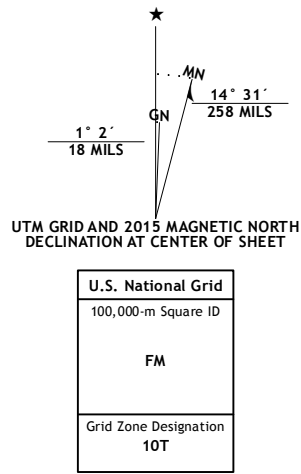 ★
MN
GN
1° 2´
18 MILS
14° 31´
258 MILS
UTM GRID AND 2015 MAGNETIC NORTH
DECLINATION AT CENTER OF SHEET
U.S. National Grid
100,000-m Square ID
FM
Grid Zone Designation
10T